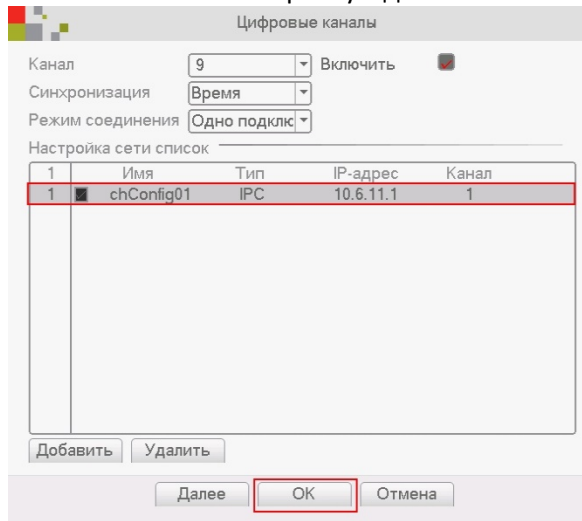 Цифровые каналы
Канал 9 Включить
Синхронизация Время
Режим соединения Одно подклк
Настройка сети список
1 Имя Тип IP-адрес Канал
1 chConfig01 IPC 10.6.11.1 1
Добавить Удалить
Далее OK Отмена